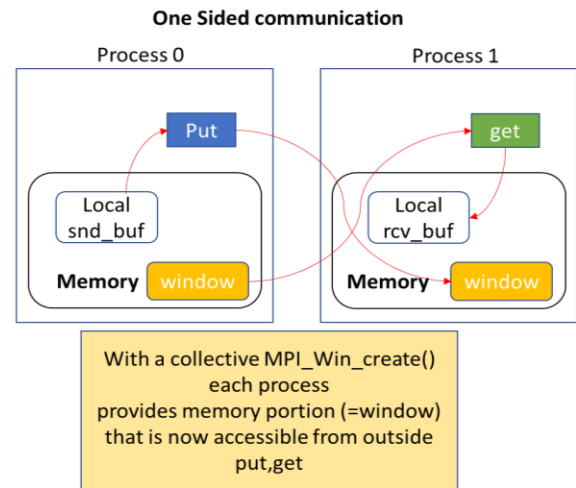 One Sided communication
Process 0
Process 1
Put
get
Local
snd_buf
Local
rcv_buf
Memory
window
Memory
window
With a collective MPI_Win_create()
each process
provides memory portion (=window)
that is now accessible from outside
put,get